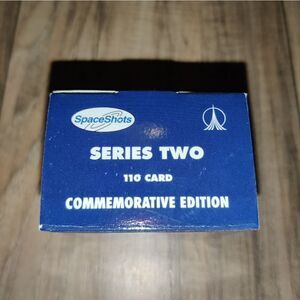 SpaceShots
SERIES TWO
110 CARD
COMMEMORATIVE EDITION